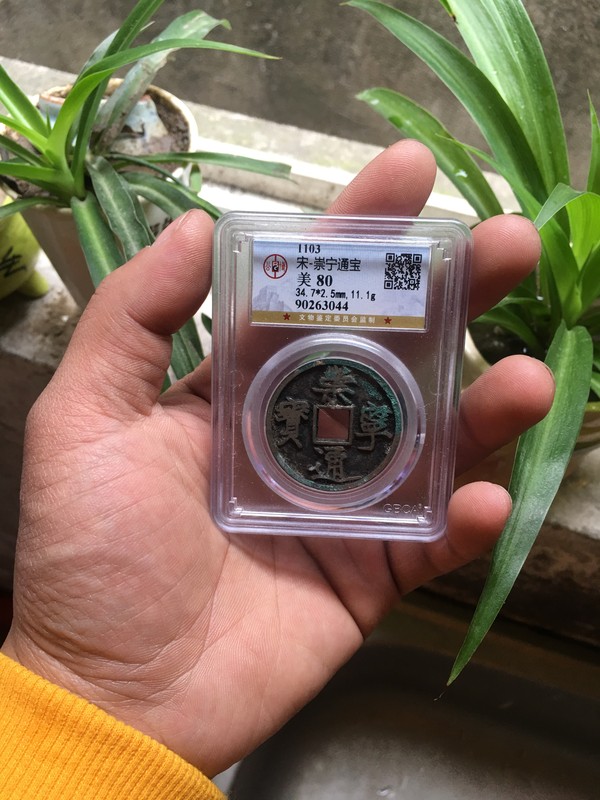 1103
宋-崇宁通宝
美 80
34.7*2.5mm, 11.1g
90263044
★ 文物鉴定委员会监制 ★
崇
寳 寧
通